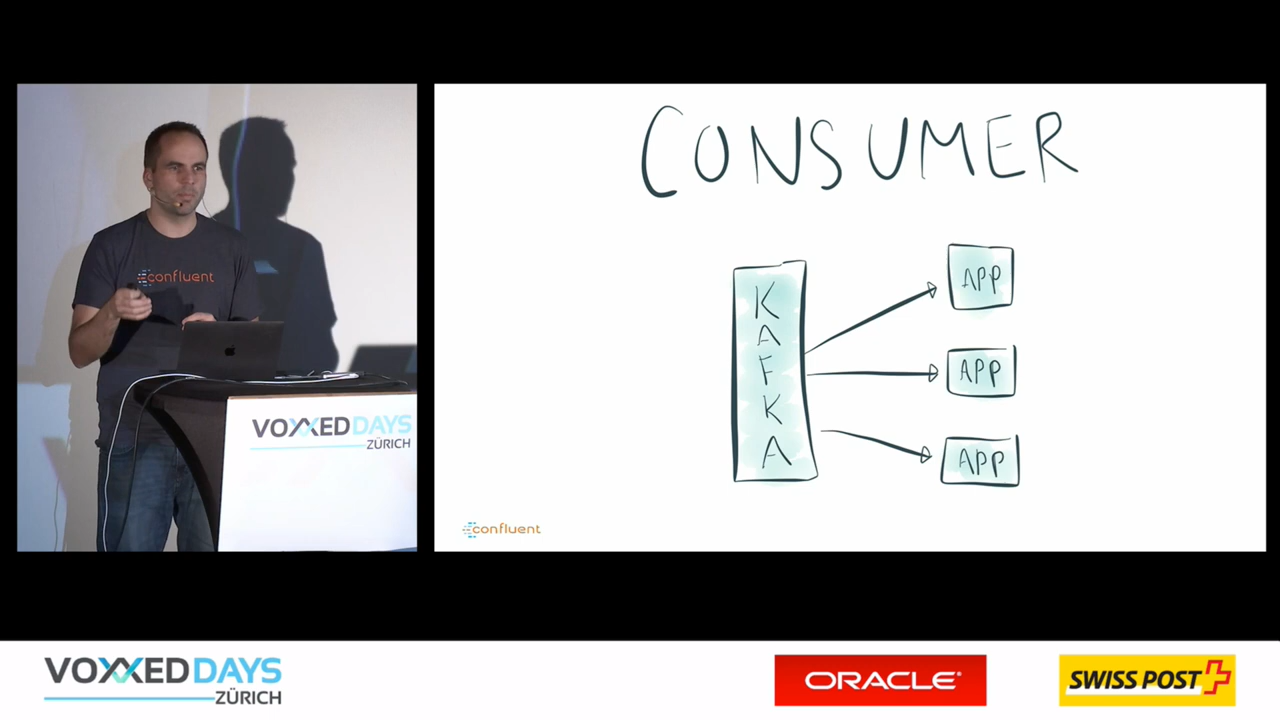 confluent
VOXXED DAYS
ZÜRICH
CONSUMER
KAFKA
APP
APP
APP
confluent
VOXXED DAYS
ZÜRICH
ORACLE®
SWISS POST